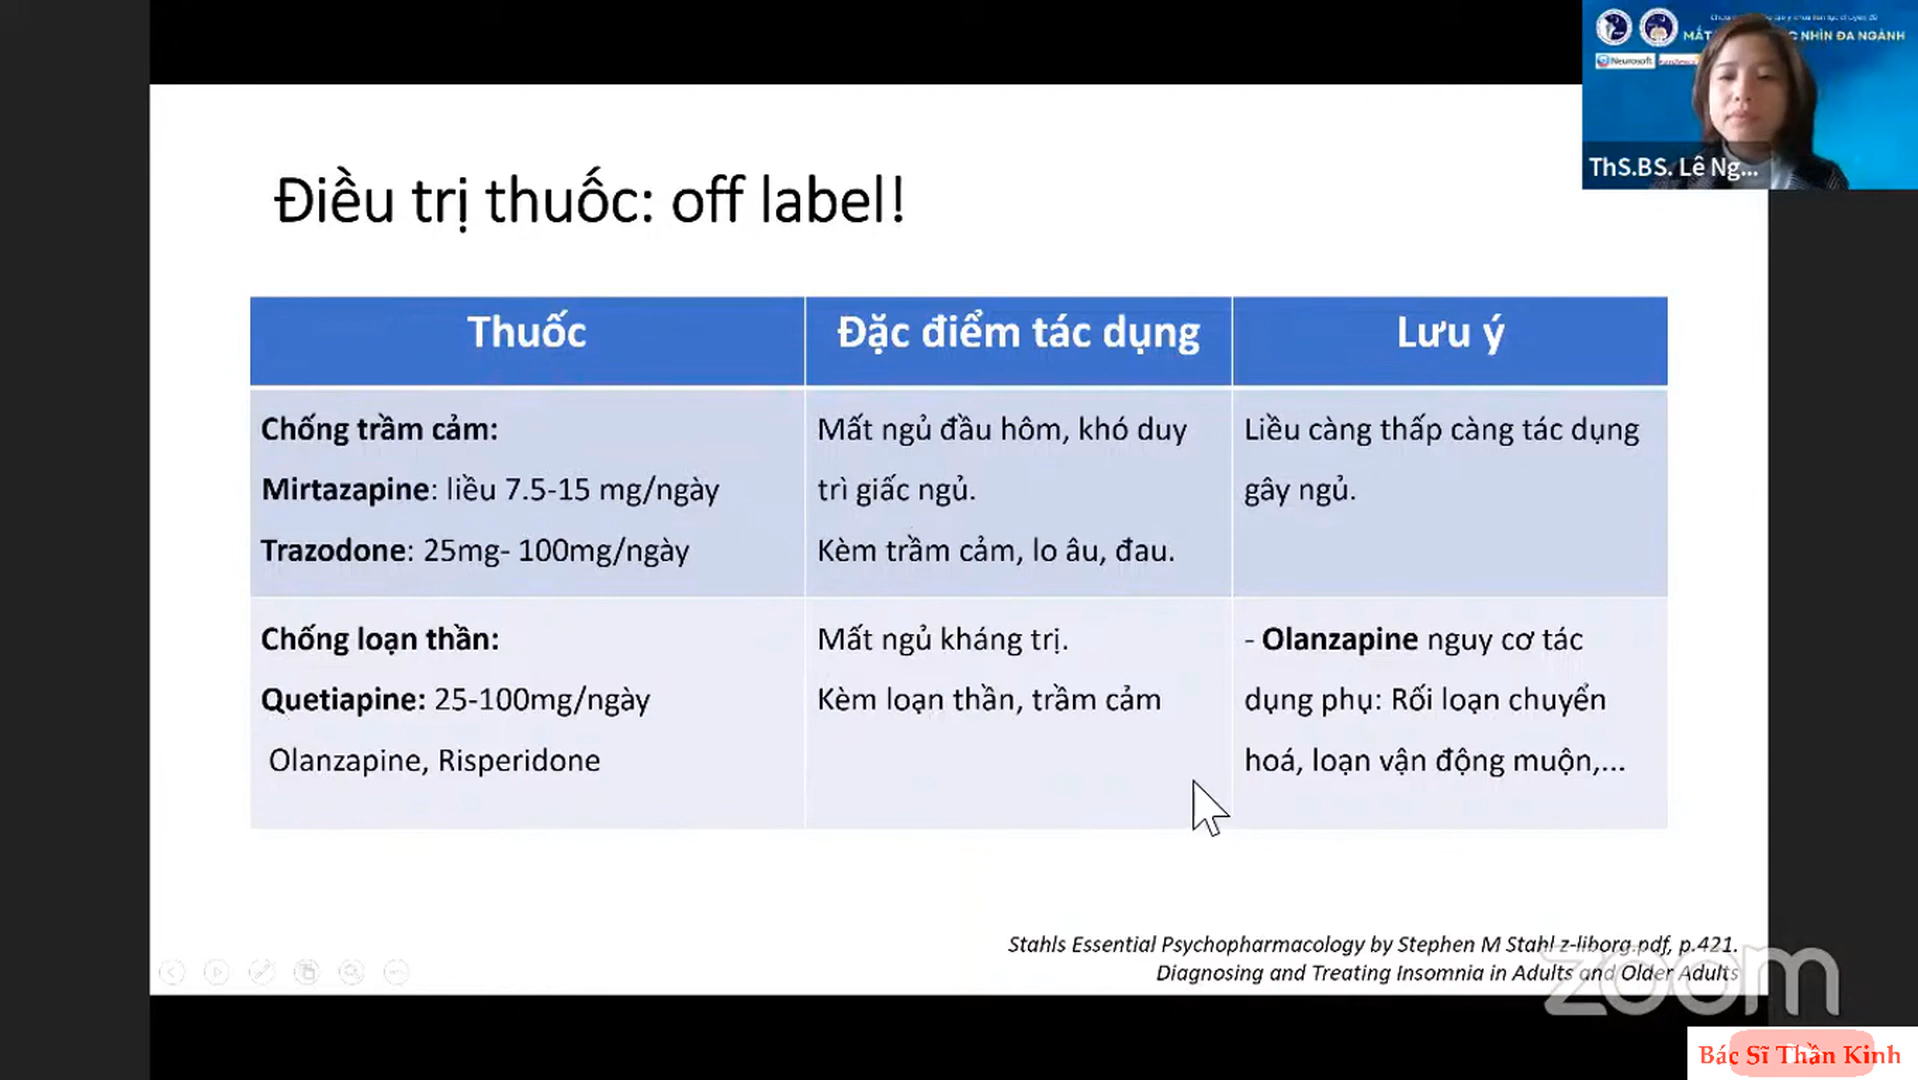 MẤT
C NHÌN ĐA NGÀNH
Neurosoft
ThS.BS. Lê Ng...
Điều trị thuốc: off label!
Thuốc
Đặc điểm tác dụng
Lưu ý
Chống trầm cảm:
Mirtazapine: liều 7.5-15 mg/ngày
Trazodone: 25mg- 100mg/ngày
Mất ngủ đầu hôm, khó duy
trì giấc ngủ.
Kèm trầm cảm, lo âu, đau.
Liều càng thấp càng tác dụng
gây ngủ.
Chống loạn thần:
Quetiapine: 25-100mg/ngày
Olanzapine, Risperidone
Mất ngủ kháng trị.
Kèm loạn thần, trầm cảm
- Olanzapine nguy cơ tác
dụng phụ: Rối loạn chuyển
hoá, loạn vận động muộn,...
Stahls Essential Psychopharmacology by Stephen M Stahl z-liborg.pdf, p.421.
Diagnosing and Treating Insomnia in Adults and Older Adults
zoom
Bác Sĩ Thần Kinh